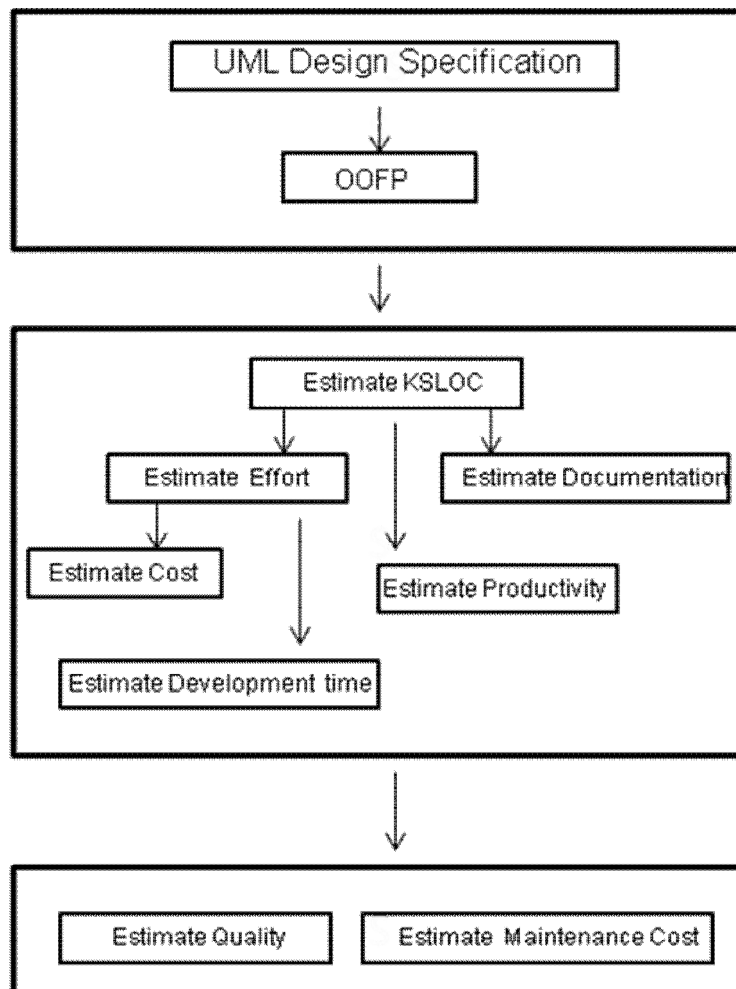 UML Design Specification
OOFP
Estimate KSLOC
Estimate Effort
Estimate Documentation
Estimate Cost
Estimate Productivity
Estimate Development time
Estimate Quality
Estimate Maintenance Cost